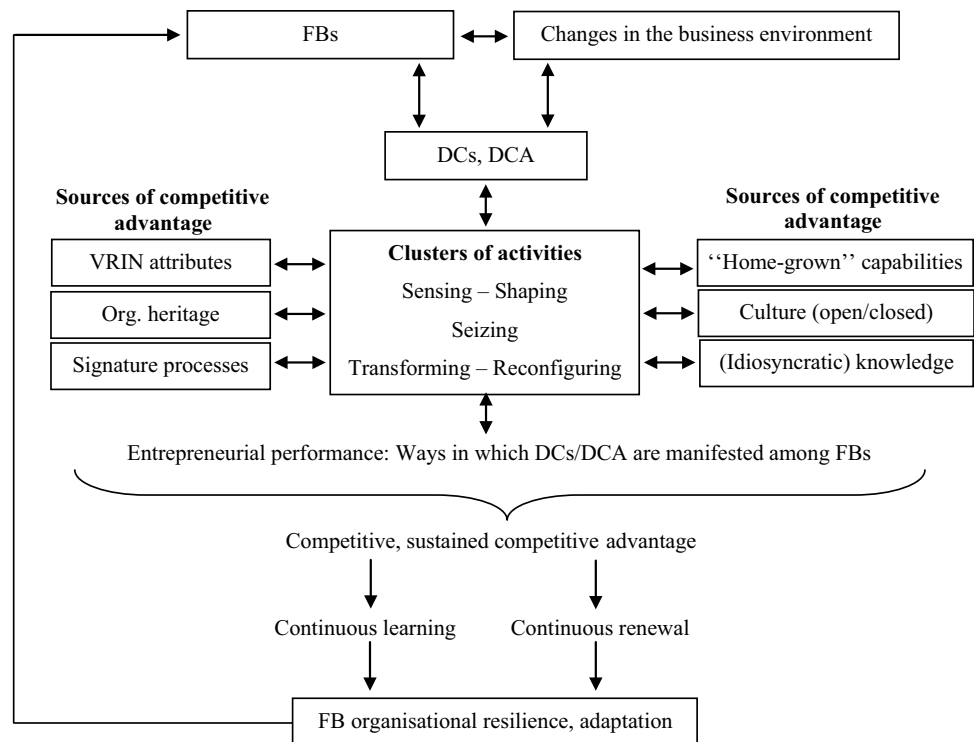 FBs
Changes in the business environment
DCs, DCA
Sources of competitive
advantage
VRIN attributes
Org. heritage
Signature processes
Clusters of activities
Sensing – Shaping
Seizing
Transforming – Reconfiguring
Sources of competitive
advantage
‘‘Home-grown’’ capabilities
Culture (open/closed)
(Idiosyncratic) knowledge
Entrepreneurial performance: Ways in which DCs/DCA are manifested among FBs
Competitive, sustained competitive advantage
Continuous learning
Continuous renewal
FB organisational resilience, adaptation